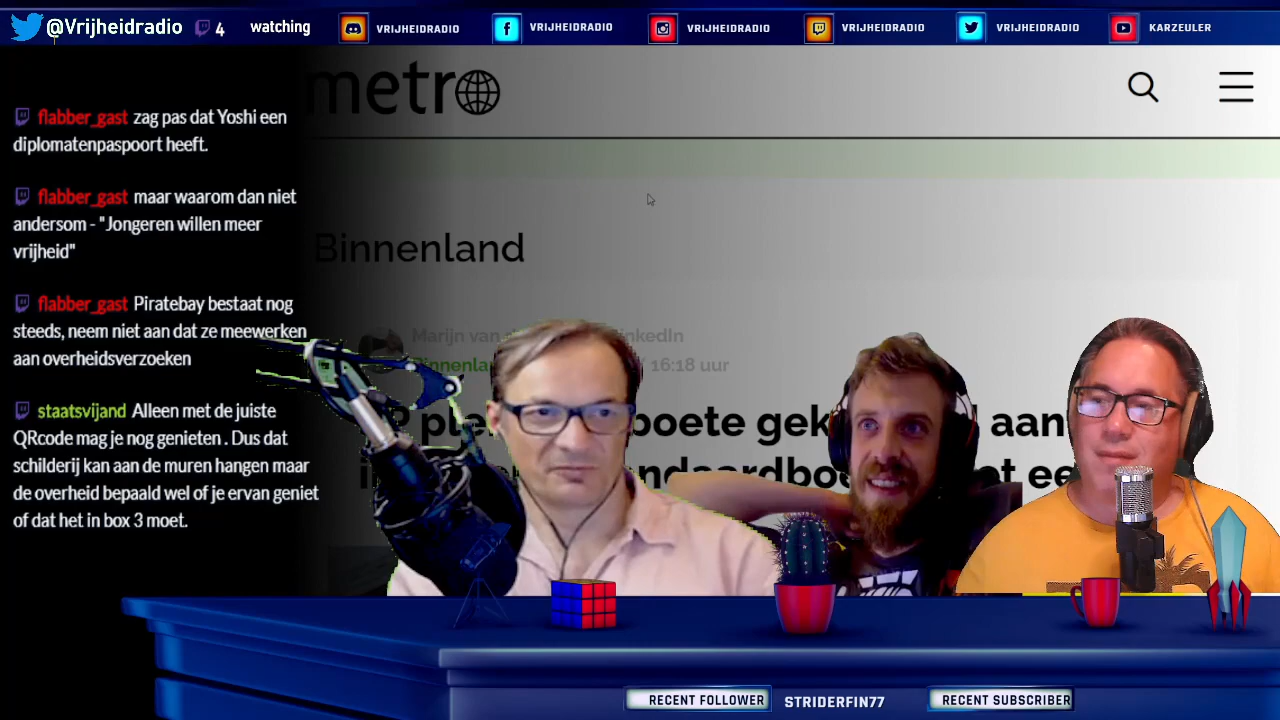 @Vrijheidradio 4 watching VRIJHEIDRADIO VRIJHEIDRADIO VRIJHEIDRADIO VRIJHEIDRADIO VRIJHEIDRADIO KARZEULER
metro
flabber_gast zag pas dat Yoshi een
diplomatenpaspoort heeft.
flabber_gast maar waarom dan niet
andersom - "Jongeren willen meer
vrijheid"
flabber_gast Piratebay bestaat nog
steeds, neem niet aan dat ze meewerken
aan overheidsverzoeken
staatsvijand Alleen met de juiste
QRcode mag je nog genieten . Dus dat
schilderij kan aan de muren hangen maar
de overheid bepaald wel of je ervan geniet
of dat het in box 3 moet.
Binnenland
Marijn van
16:18 uur
boete aan
RECENT FOLLOWER STRIDERFIN77 RECENT SUBSCRIBER